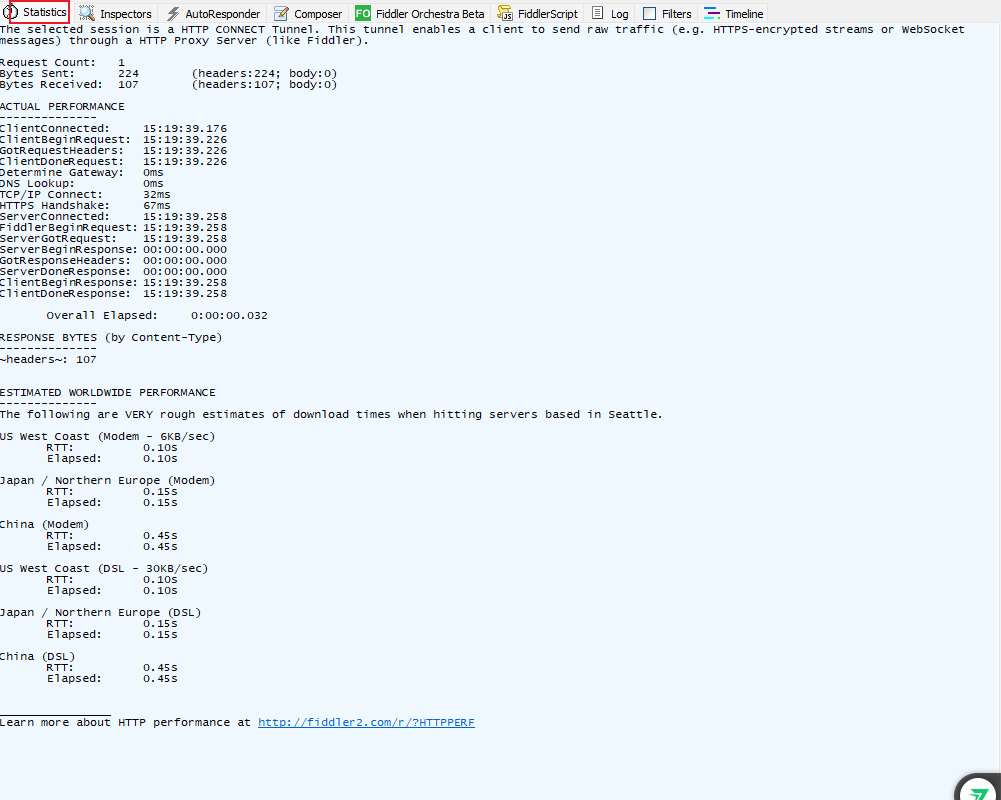 Statistics Inspectors AutoResponder Composer FO Fiddler Orchestra Beta FiddlerScript Log Filters Timeline
The selected session is a HTTP CONNECT Tunnel. This tunnel enables a client to send raw traffic (e.g. HTTPS-encrypted streams or WebSocket
messages) through a HTTP Proxy Server (like Fiddler).
Request Count: 1
Bytes Sent: 224 (headers:224; body:0)
Bytes Received: 107 (headers:107; body:0)
ACTUAL PERFORMANCE
--------------
ClientConnected: 15:19:39.176
ClientBeginRequest: 15:19:39.226
GotRequestHeaders: 15:19:39.226
ClientDoneRequest: 15:19:39.226
Determine Gateway: 0ms
DNS Lookup: 0ms
TCP/IP Connect: 32ms
HTTPS Handshake: 67ms
ServerConnected: 15:19:39.258
FiddlerBeginRequest: 15:19:39.258
ServerGotRequest: 15:19:39.258
ServerBeginResponse: 00:00:00.000
GotResponseHeaders: 00:00:00.000
ServerDoneResponse: 00:00:00.000
ClientBeginResponse: 15:19:39.258
ClientDoneResponse: 15:19:39.258
Overall Elapsed: 0:00:00.032
RESPONSE BYTES (by Content-Type)
--------------
~headers~: 107
ESTIMATED WORLDWIDE PERFORMANCE
--------------
The following are VERY rough estimates of download times when hitting servers based in Seattle.
US West Coast (Modem - 6KB/sec)
RTT: 0.10s
Elapsed: 0.10s
Japan / Northern Europe (Modem)
RTT: 0.15s
Elapsed: 0.15s
China (Modem)
RTT: 0.45s
Elapsed: 0.45s
US West Coast (DSL - 30KB/sec)
RTT: 0.10s
Elapsed: 0.10s
Japan / Northern Europe (DSL)
RTT: 0.15s
Elapsed: 0.15s
China (DSL)
RTT: 0.45s
Elapsed: 0.45s
________________
Learn more about HTTP performance at http://fiddler2.com/r/?HTTPPERF